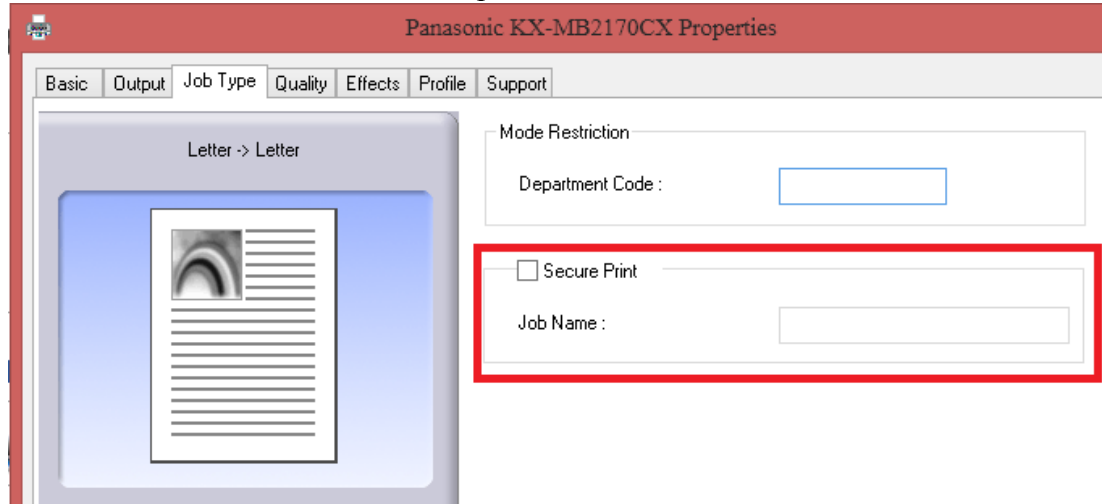 Panasonic KX-MB2170CX Properties
Basic Output Job Type Quality Effects Profile Support
Letter -> Letter
Mode Restriction
Department Code :
Secure Print
Job Name :